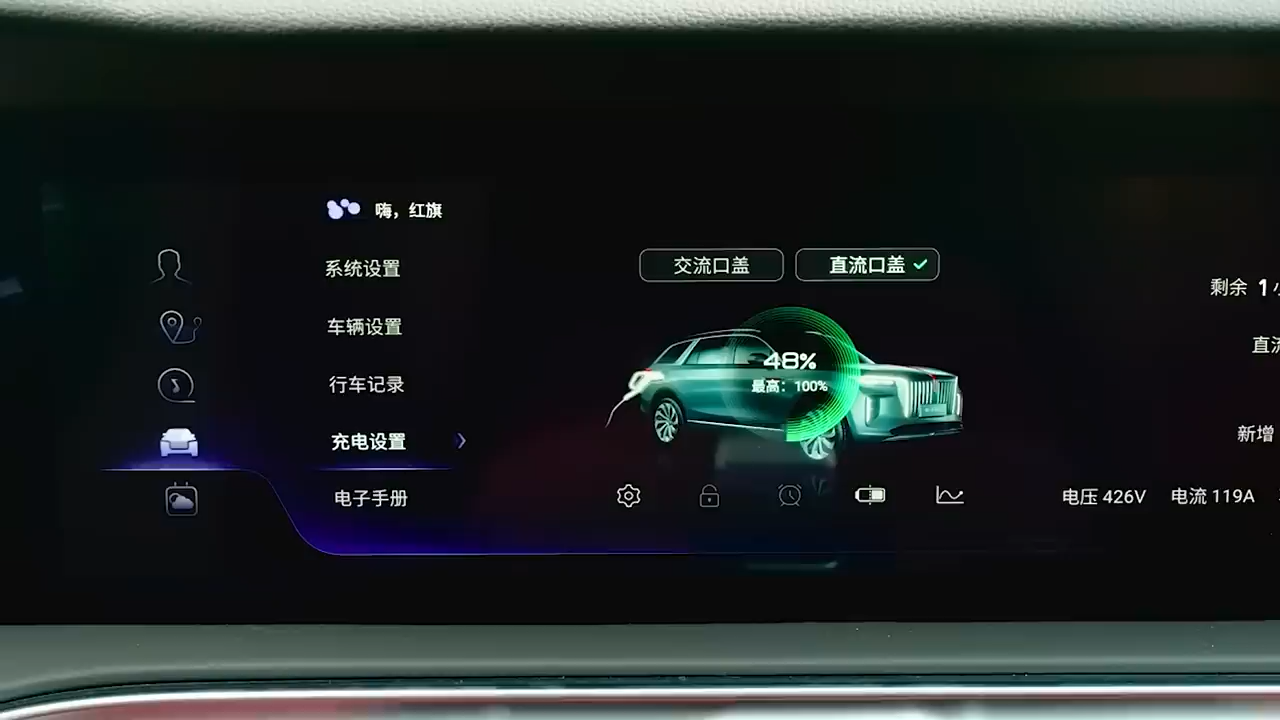 嗨，红旗
系统设置
车辆设置
行车记录
充电设置
电子手册
交流口盖
直流口盖
48%
最高：100%
剩余 1
直流
新增
电压 426V
电流 119A